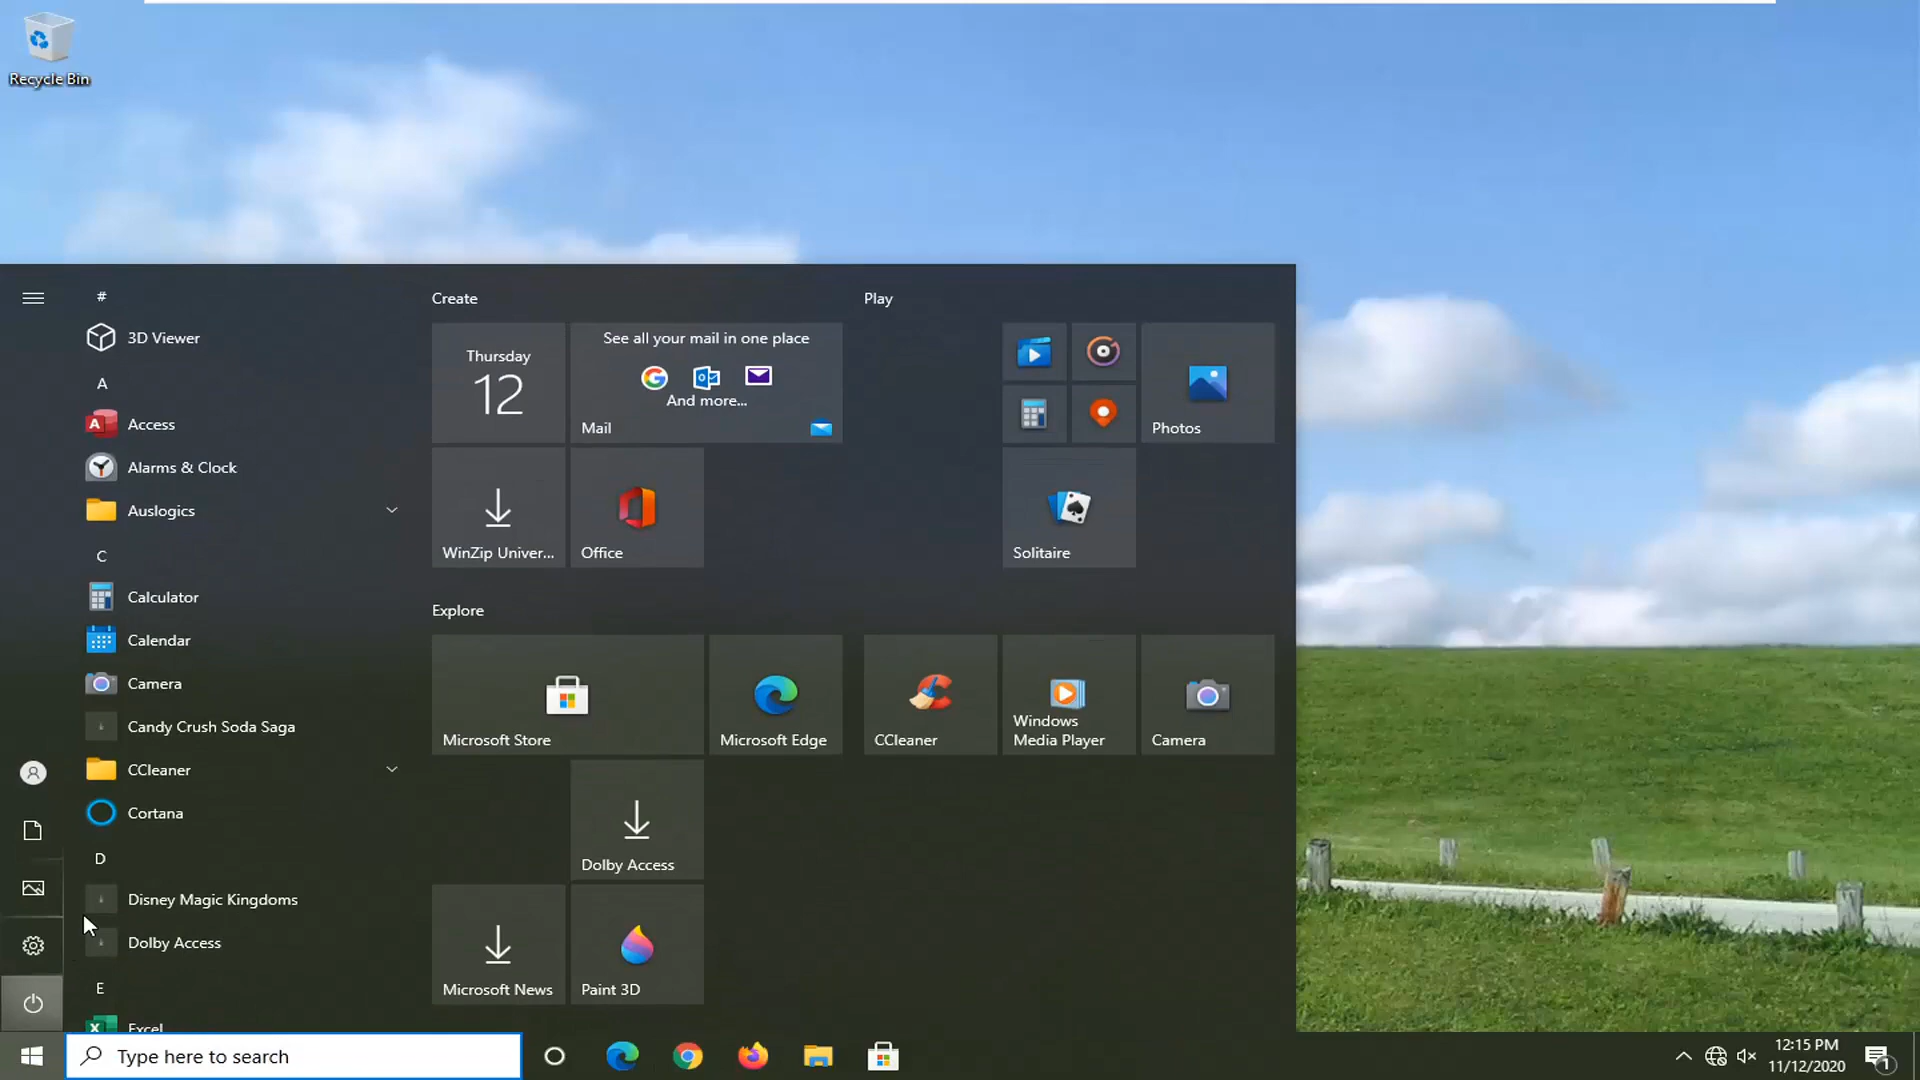 Recycle Bin
#
3D Viewer
A
Access
Alarms & Clock
Auslogics
C
Calculator
Calendar
Camera
Candy Crush Soda Saga
CCleaner
Cortana
D
Disney Magic Kingdoms
Dolby Access
E
Excel
Create
Thursday
12
See all your mail in one place
And more...
Mail
WinZip Univer...
Office
Explore
Microsoft Store
Microsoft Edge
Dolby Access
Microsoft News
Paint 3D
Play
Photos
Solitaire
CCleaner
Windows
Media Player
Camera
Type here to search
12:15 PM
11/12/2020
1